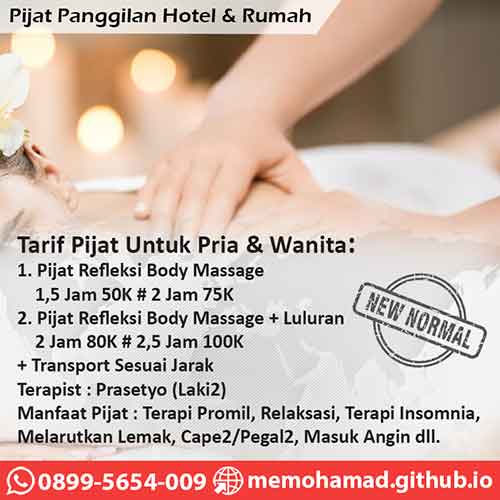 Pijat Panggilan Hotel & Rumah
Tarif Pijat Untuk Pria & Wanita:
1. Pijat Refleksi Body Massage
1,5 Jam 50K # 2 Jam 75K
2. Pijat Refleksi Body Massage + Luluran
2 Jam 80K # 2,5 Jam 100K
+ Transport Sesuai Jarak
Terapist : Prasetyo (Laki2)
Manfaat Pijat : Terapi Promil, Relaksasi, Terapi Insomnia,
Melarutkan Lemak, Cape2/Pegal2, Masuk Angin dll.
NEW NORMAL
0899-5654-009 memohamad.github.io